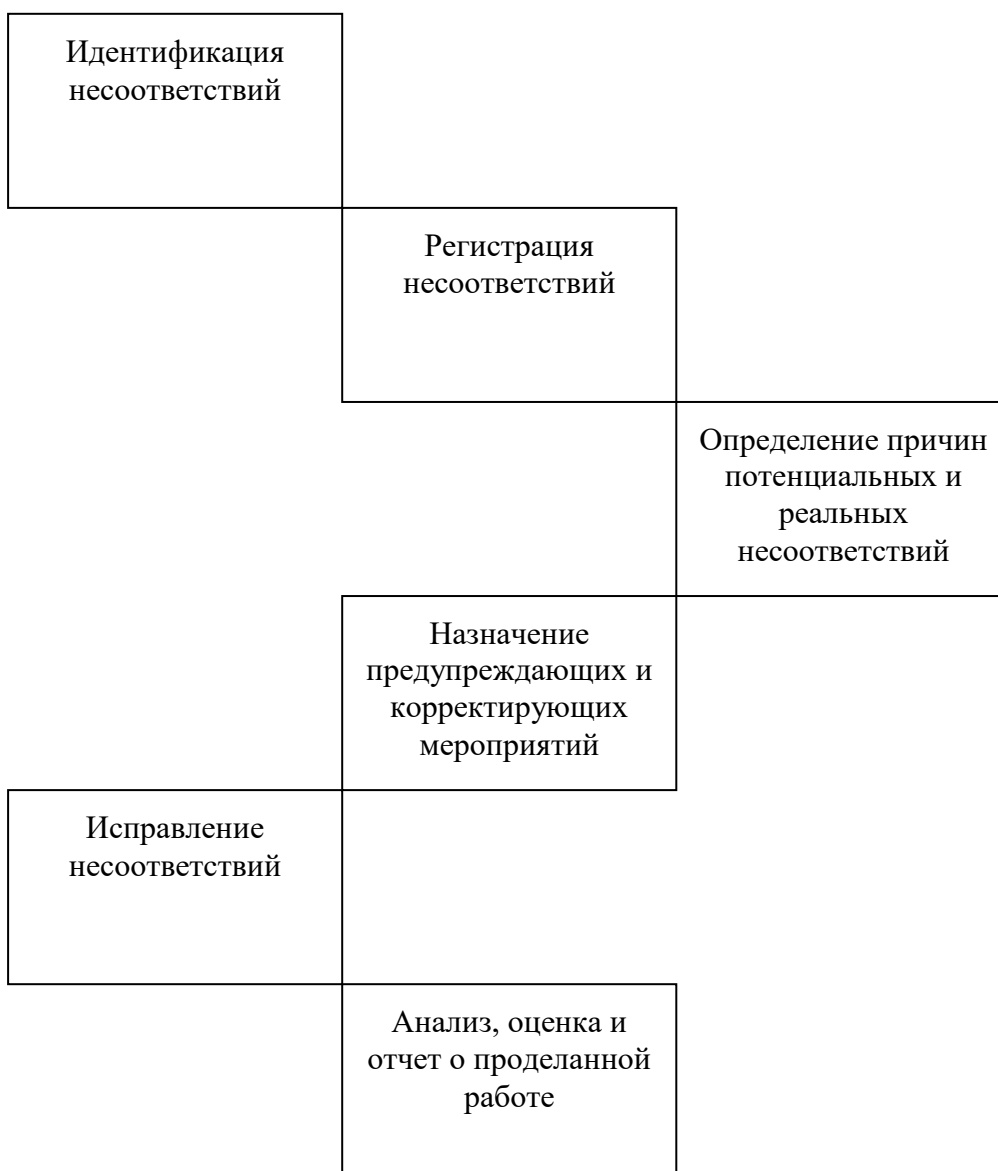 Идентификация
несоответствий
Регистрация
несоответствий
Определение причин
потенциальных и
реальных
несоответствий
Назначение
предупреждающих и
корректирующих
мероприятий
Исправление
несоответствий
Анализ, оценка и
отчет о проделанной
работе